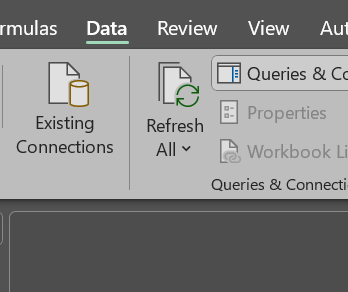 rmulas Data Review View Aut
Existing
Connections
Refresh
All
Queries & Co
Properties
Workbook Li
Queries & Connecti